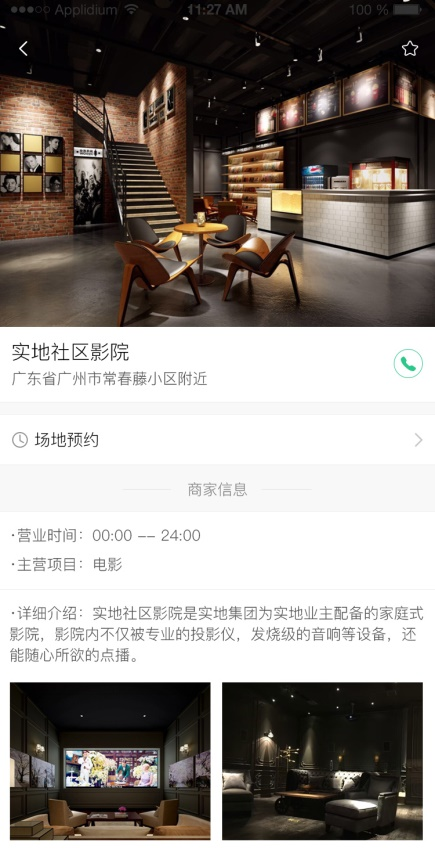 Applidium 11:27 AM 100 %
实地社区影院
广东省广州市常春藤小区附近
场地预约
商家信息
·营业时间：00:00 -- 24:00
·主营项目：电影
·详细介绍：实地社区影院是实地集团为实地业主配备的家庭式
影院，影院内不仅被专业的投影仪，发烧级的音响等设备，还
能随心所欲的点播。